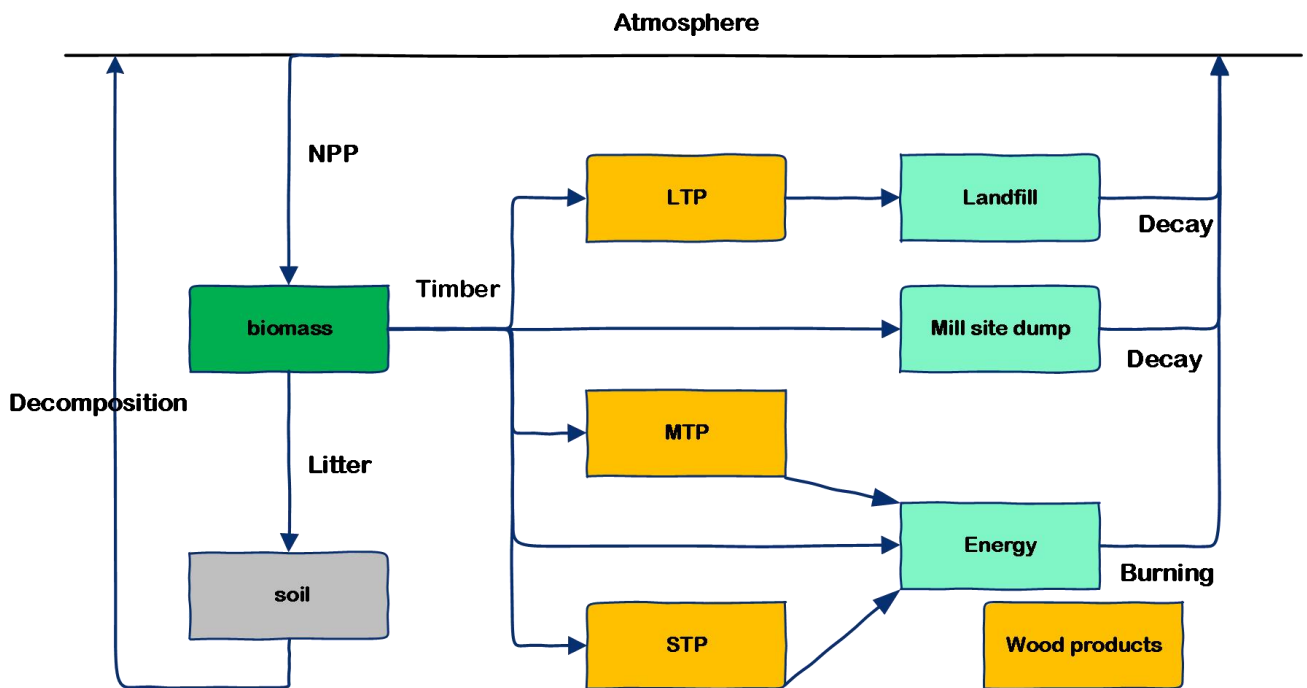 Atmosphere
NPP
LTP
Landfill
Decay
Timber
biomass
Mill site dump
Decay
Decomposition
MTP
Litter
Energy
Burning
soil
STP
Wood products